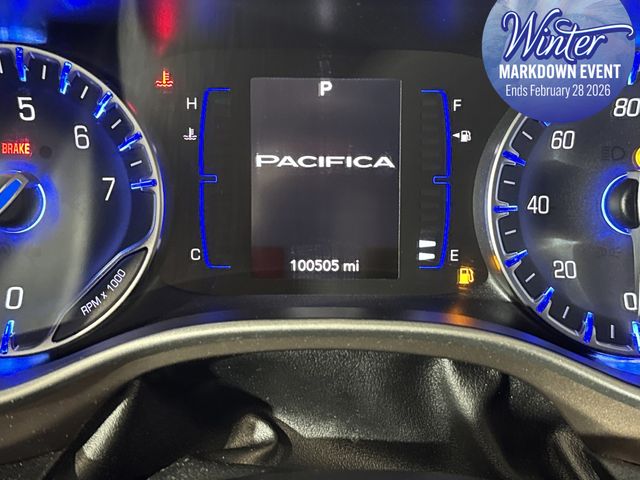 Winter
MARKDOWN EVENT
Ends February 28 2026
P
H
F
5
6
7
BRAKE
PACIFICA
80
60
40
20
0
C
E
100505 mi
0
RPM x 1000